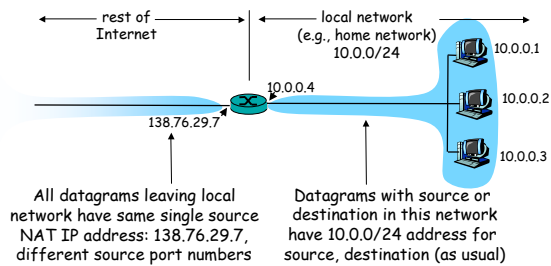 rest of
Internet
local network
(e.g., home network)
10.0.0/24
10.0.0.1
10.0.0.4
10.0.0.2
138.76.29.7
10.0.0.3
All datagrams leaving local
network have same single source
NAT IP address: 138.76.29.7,
different source port numbers
Datagrams with source or
destination in this network
have 10.0.0/24 address for
source, destination (as usual)